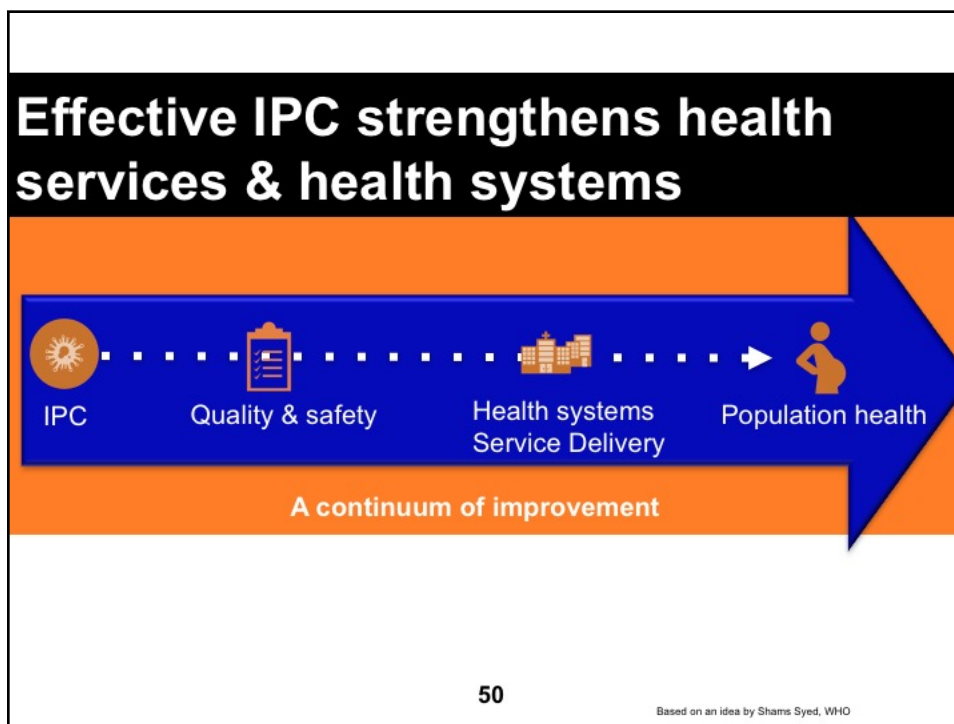 Effective IPC strengthens health
services & health systems
IPC
Quality & safety
Health systems
Service Delivery
Population health
A continuum of improvement
50
Based on an idea by Shams Syed, WHO